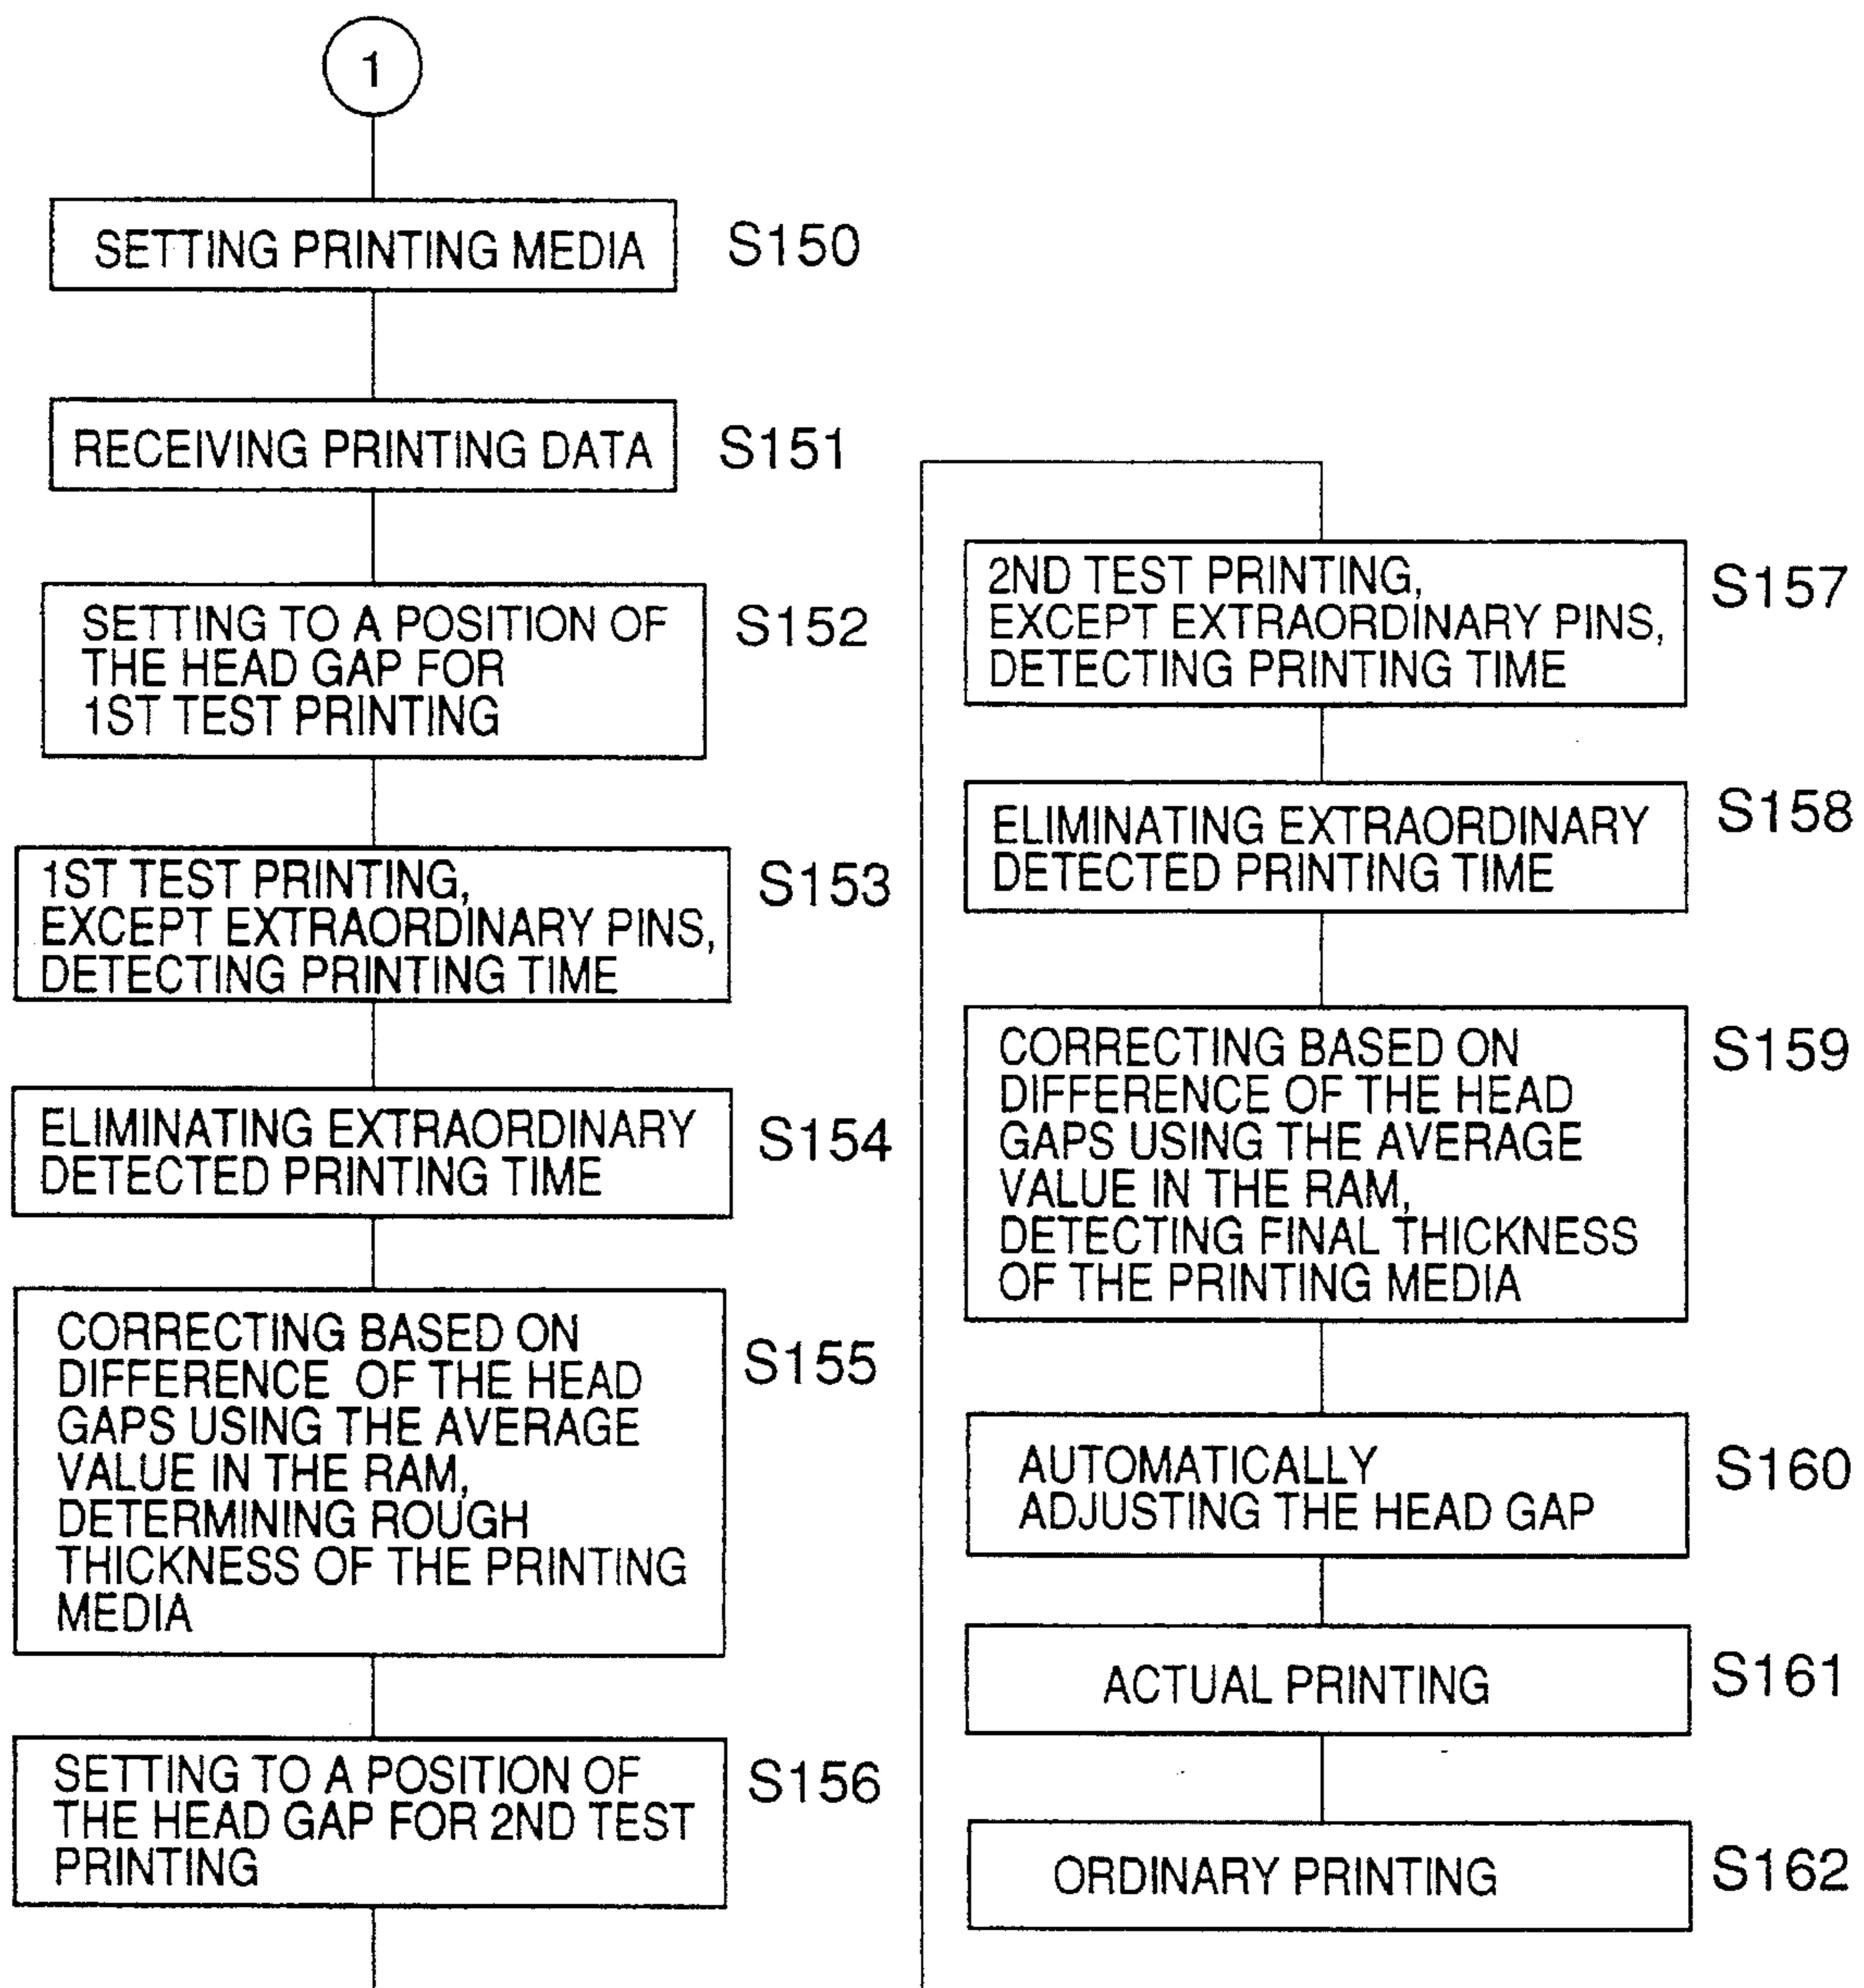 1
SETTING PRINTING MEDIA
S150
RECEIVING PRINTING DATA
S151
SETTING TO A POSITION OF
THE HEAD GAP FOR
1ST TEST PRINTING
S152
1ST TEST PRINTING,
EXCEPT EXTRAORDINARY PINS,
DETECTING PRINTING TIME
S153
ELIMINATING EXTRAORDINARY
DETECTED PRINTING TIME
S154
CORRECTING BASED ON
DIFFERENCE OF THE HEAD
GAPS USING THE AVERAGE
VALUE IN THE RAM,
DETERMINING ROUGH
THICKNESS OF THE PRINTING
MEDIA
S155
SETTING TO A POSITION OF
THE HEAD GAP FOR 2ND TEST
PRINTING
S156
2ND TEST PRINTING,
EXCEPT EXTRAORDINARY PINS,
DETECTING PRINTING TIME
S157
ELIMINATING EXTRAORDINARY
DETECTED PRINTING TIME
S158
CORRECTING BASED ON
DIFFERENCE OF THE HEAD
GAPS USING THE AVERAGE
VALUE IN THE RAM,
DETECTING FINAL THICKNESS
OF THE PRINTING MEDIA
S159
AUTOMATICALLY
ADJUSTING THE HEAD GAP
S160
ACTUAL PRINTING
S161
ORDINARY PRINTING
S162